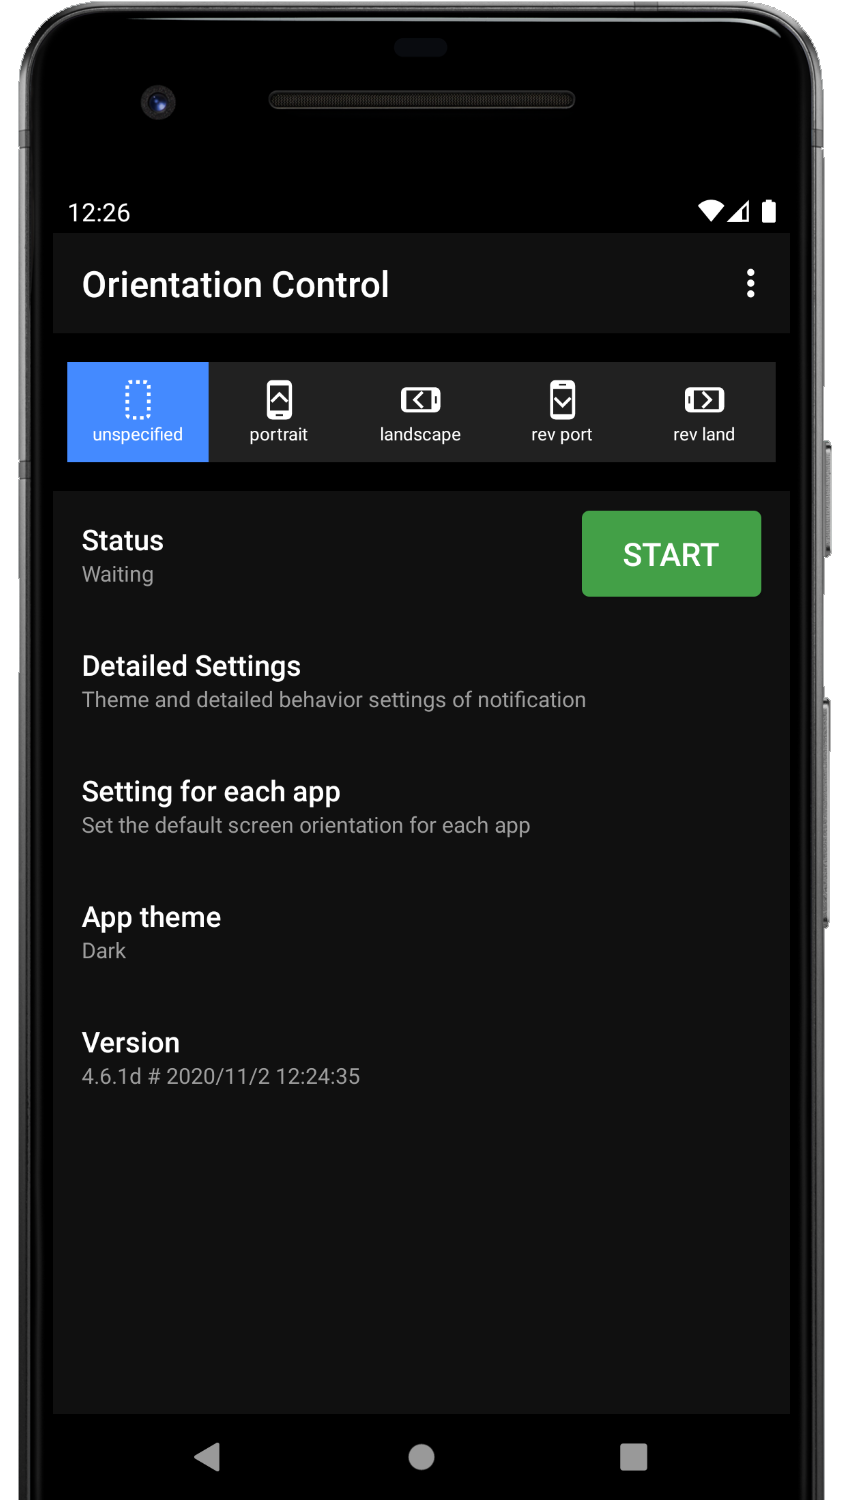 12:26
Orientation Control
unspecified
portrait
landscape
rev port
rev land
Status
Waiting
START
Detailed Settings
Theme and detailed behavior settings of notification
Setting for each app
Set the default screen orientation for each app
App theme
Dark
Version
4.6.1d # 2020/11/2 12:24:35